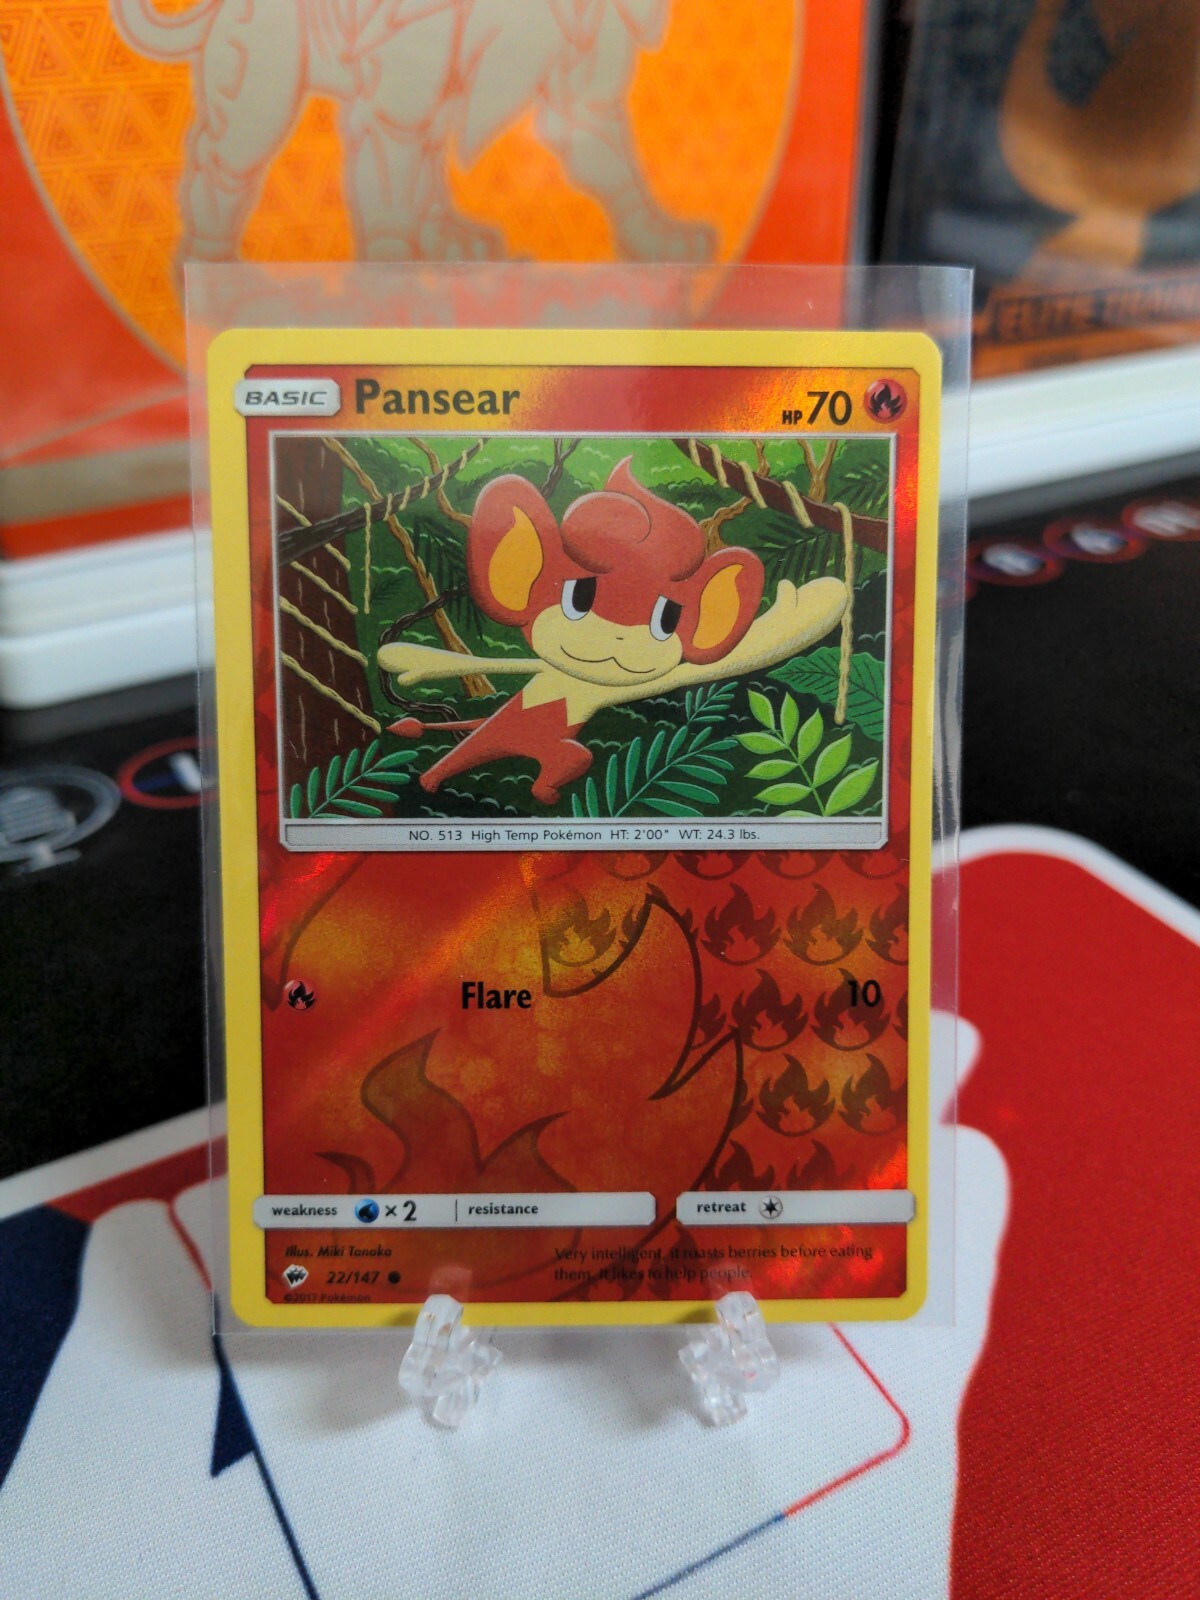 ELITE TRAIN
BASIC Pansear HP 70
NO. 513 High Temp Pokémon HT: 2'00" WT: 24.3 lbs.
Flare 10
weakness × 2 resistance retreat
Illus. Miki Tanaka
22/147
©2017 Pokémon
Very intelligent, it roasts berries before eating
them. It likes to help people.